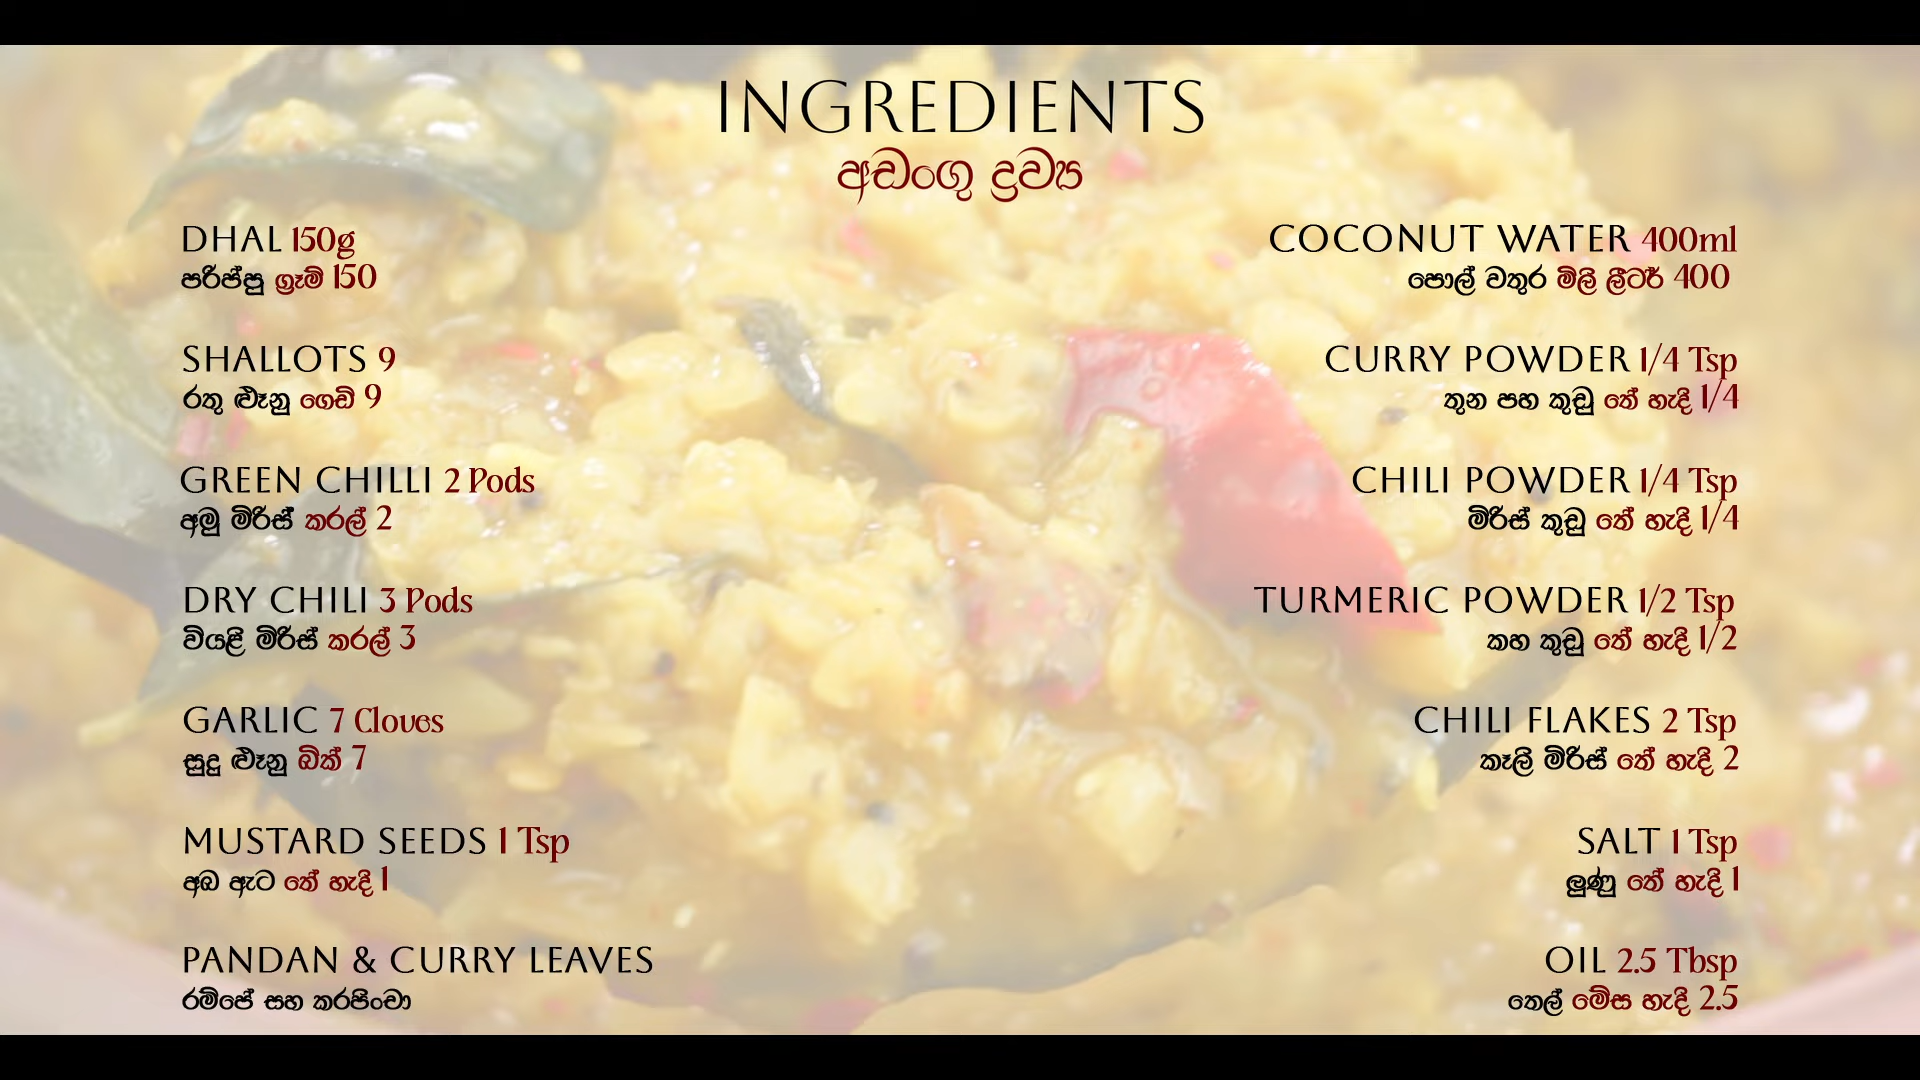 INGREDIENTS
අඩංගු ද්‍රව්‍ය
DHAL 150g
පරිප්පු ග්‍රෑම් 150
SHALLOTS 9
රතු ළූනු ගෙඩි 9
GREEN CHILLI 2 Pods
අමු මිරිස් කරල් 2
DRY CHILI 3 Pods
වියළි මිරිස් කරල් 3
GARLIC 7 Cloves
සුදු ළූනු බික් 7
MUSTARD SEEDS 1 Tsp
අබ ඇට තේ හැදි 1
PANDAN & CURRY LEAVES
රම්පේ සහ කරපිංචා
COCONUT WATER 400ml
පොල් වතුර මිලි ලීටර් 400
CURRY POWDER 1/4 Tsp
තුන පහ කුඩු තේ හැදි 1/4
CHILI POWDER 1/4 Tsp
මිරිස් කුඩු තේ හැදි 1/4
TURMERIC POWDER 1/2 Tsp
කහ කුඩු තේ හැදි 1/2
CHILI FLAKES 2 Tsp
කෑලි මිරිස් තේ හැදි 2
SALT 1 Tsp
ලුණු තේ හැදි 1
OIL 2.5 Tbsp
තෙල් මේස හැදි 2.5